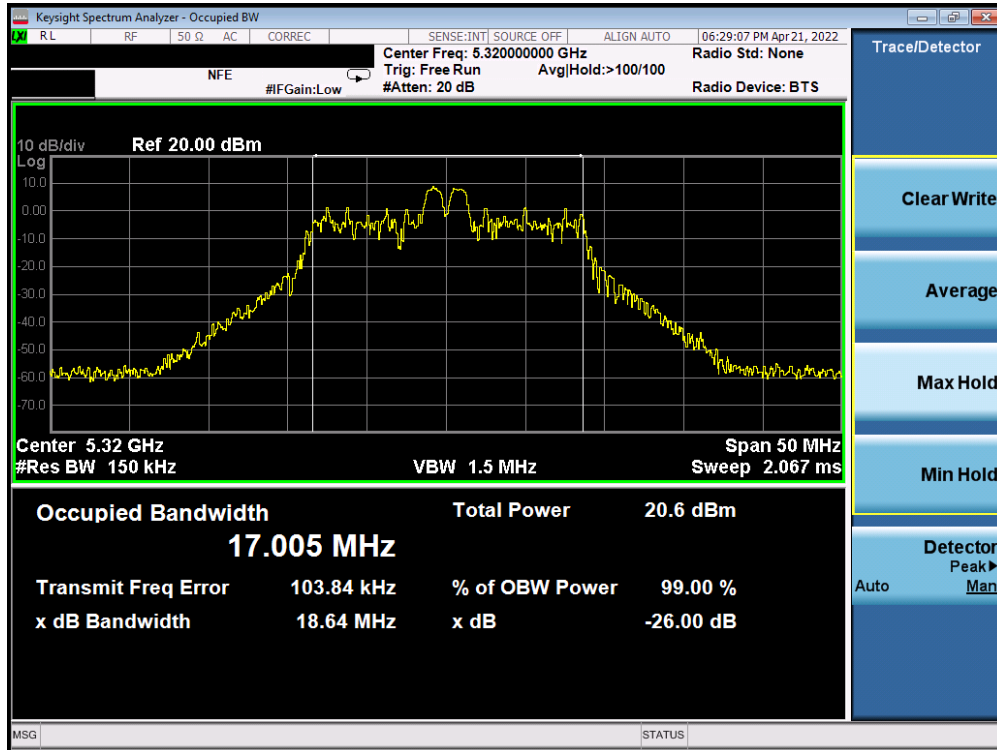 Keysight Spectrum Analyzer - Occupied BW
LXI RL RF 50 Ω AC CORREC SENSE:INT SOURCE OFF ALIGN AUTO 06:29:07 PM Apr 21, 2022
Center Freq: 5.320000000 GHz Radio Std: None
NFE Trig: Free Run Avg|Hold:>100/100
#IFGain:Low #Atten: 20 dB Radio Device: BTS
Trace/Detector
10 dB/div Ref 20.00 dBm
Log
10.0
0.00
-10.0
-20.0
-30.0
-40.0
-50.0
-60.0
-70.0
Center 5.32 GHz Span 50 MHz
#Res BW 150 kHz VBW 1.5 MHz Sweep 2.067 ms
Occupied Bandwidth Total Power 20.6 dBm
17.005 MHz
Transmit Freq Error 103.84 kHz % of OBW Power 99.00 %
x dB Bandwidth 18.64 MHz x dB -26.00 dB
Clear Write
Average
Max Hold
Min Hold
Detector
Peak▶
Auto Man
MSG STATUS